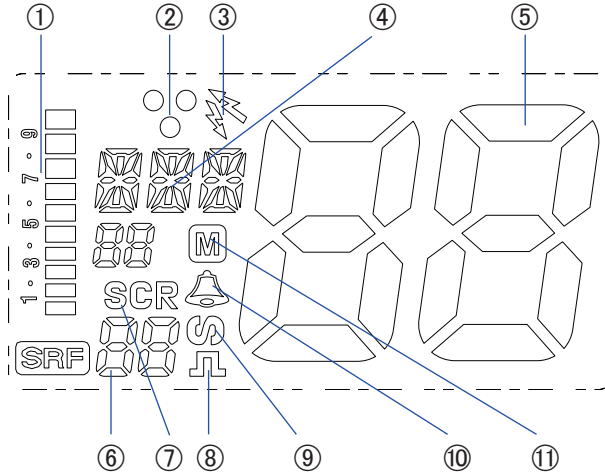 ① ② ③ ④ ⑤
1 - 3 - 5 - 7 - 9
M
SCR
S
SRF
⑥ ⑦ ⑧ ⑨ ⑩ ⑪